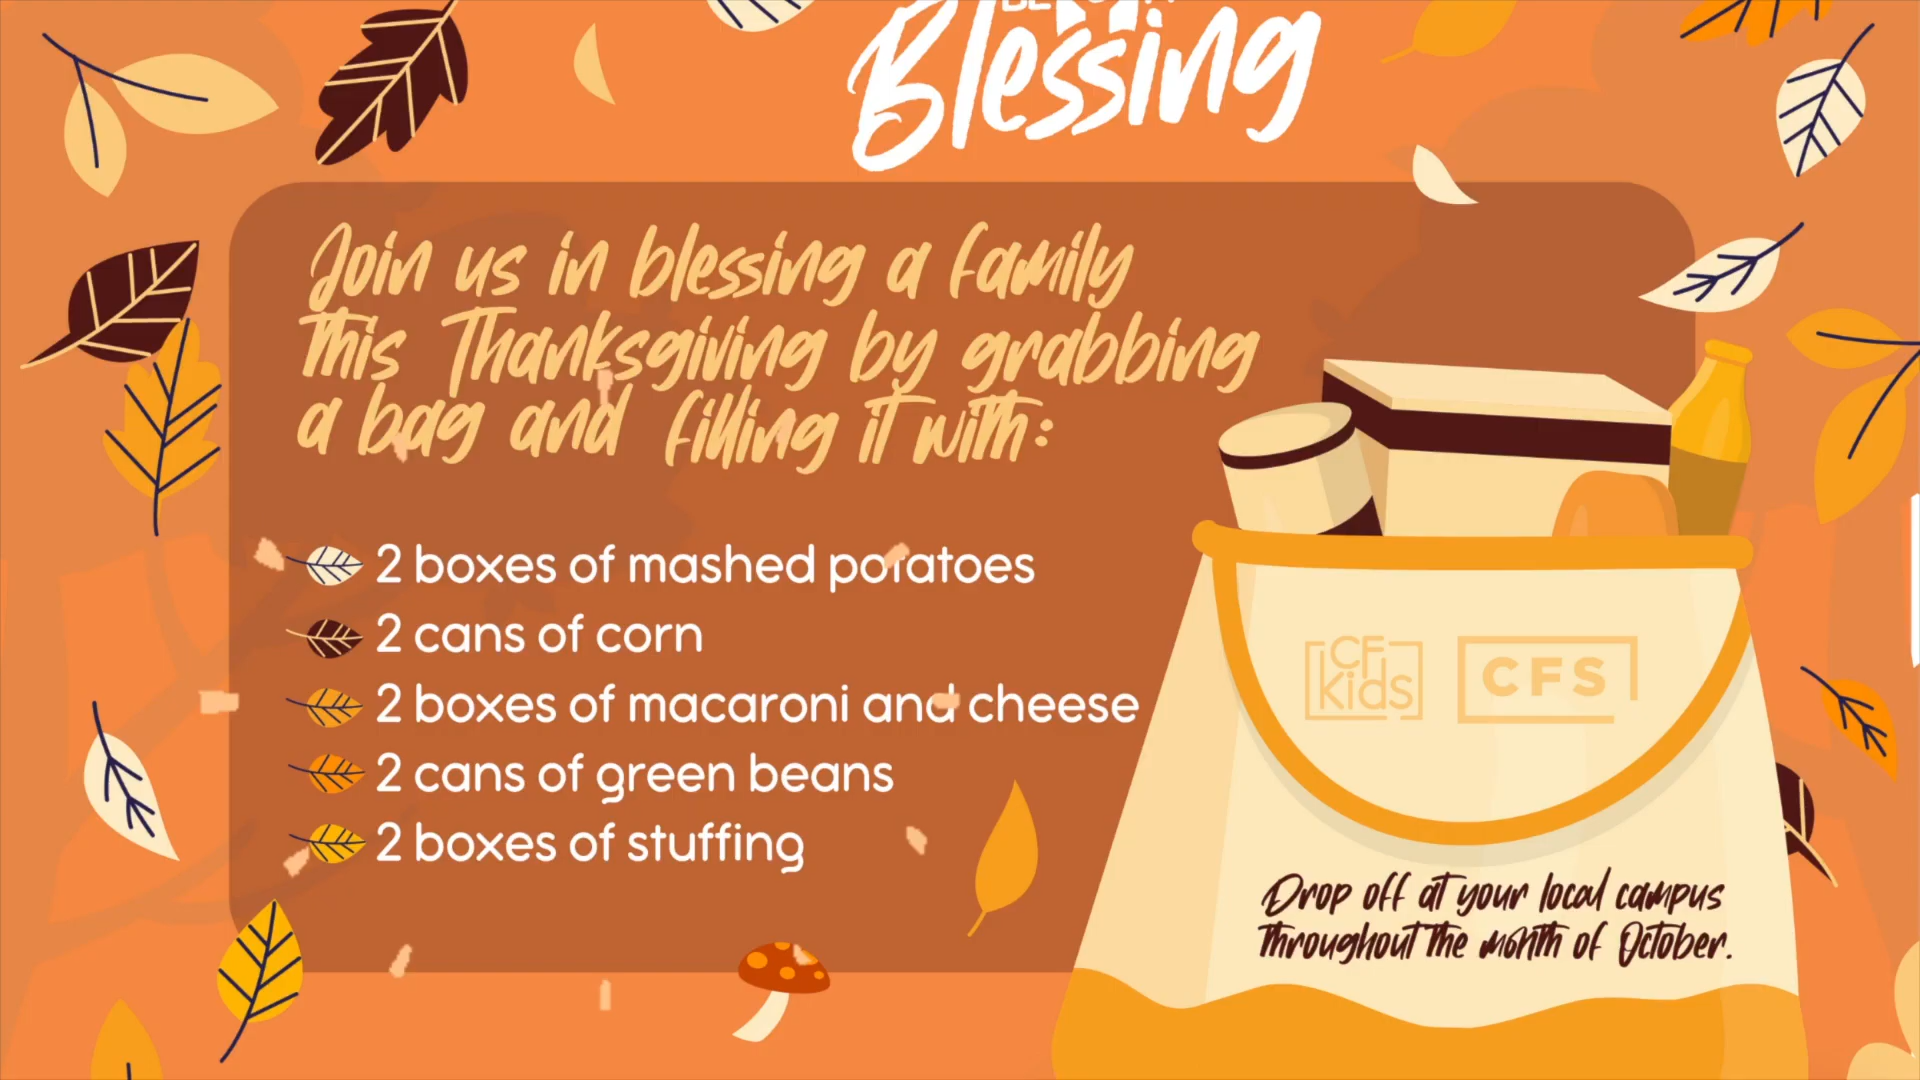 Blessing
Join us in blessing a family
this Thanksgiving by grabbing
a bag and filling it with:
2 boxes of mashed potatoes
2 cans of corn
2 boxes of macaroni and cheese
2 cans of green beans
2 boxes of stuffing
CF kids
CFS
Drop off at your local campus
throughout the month of October.